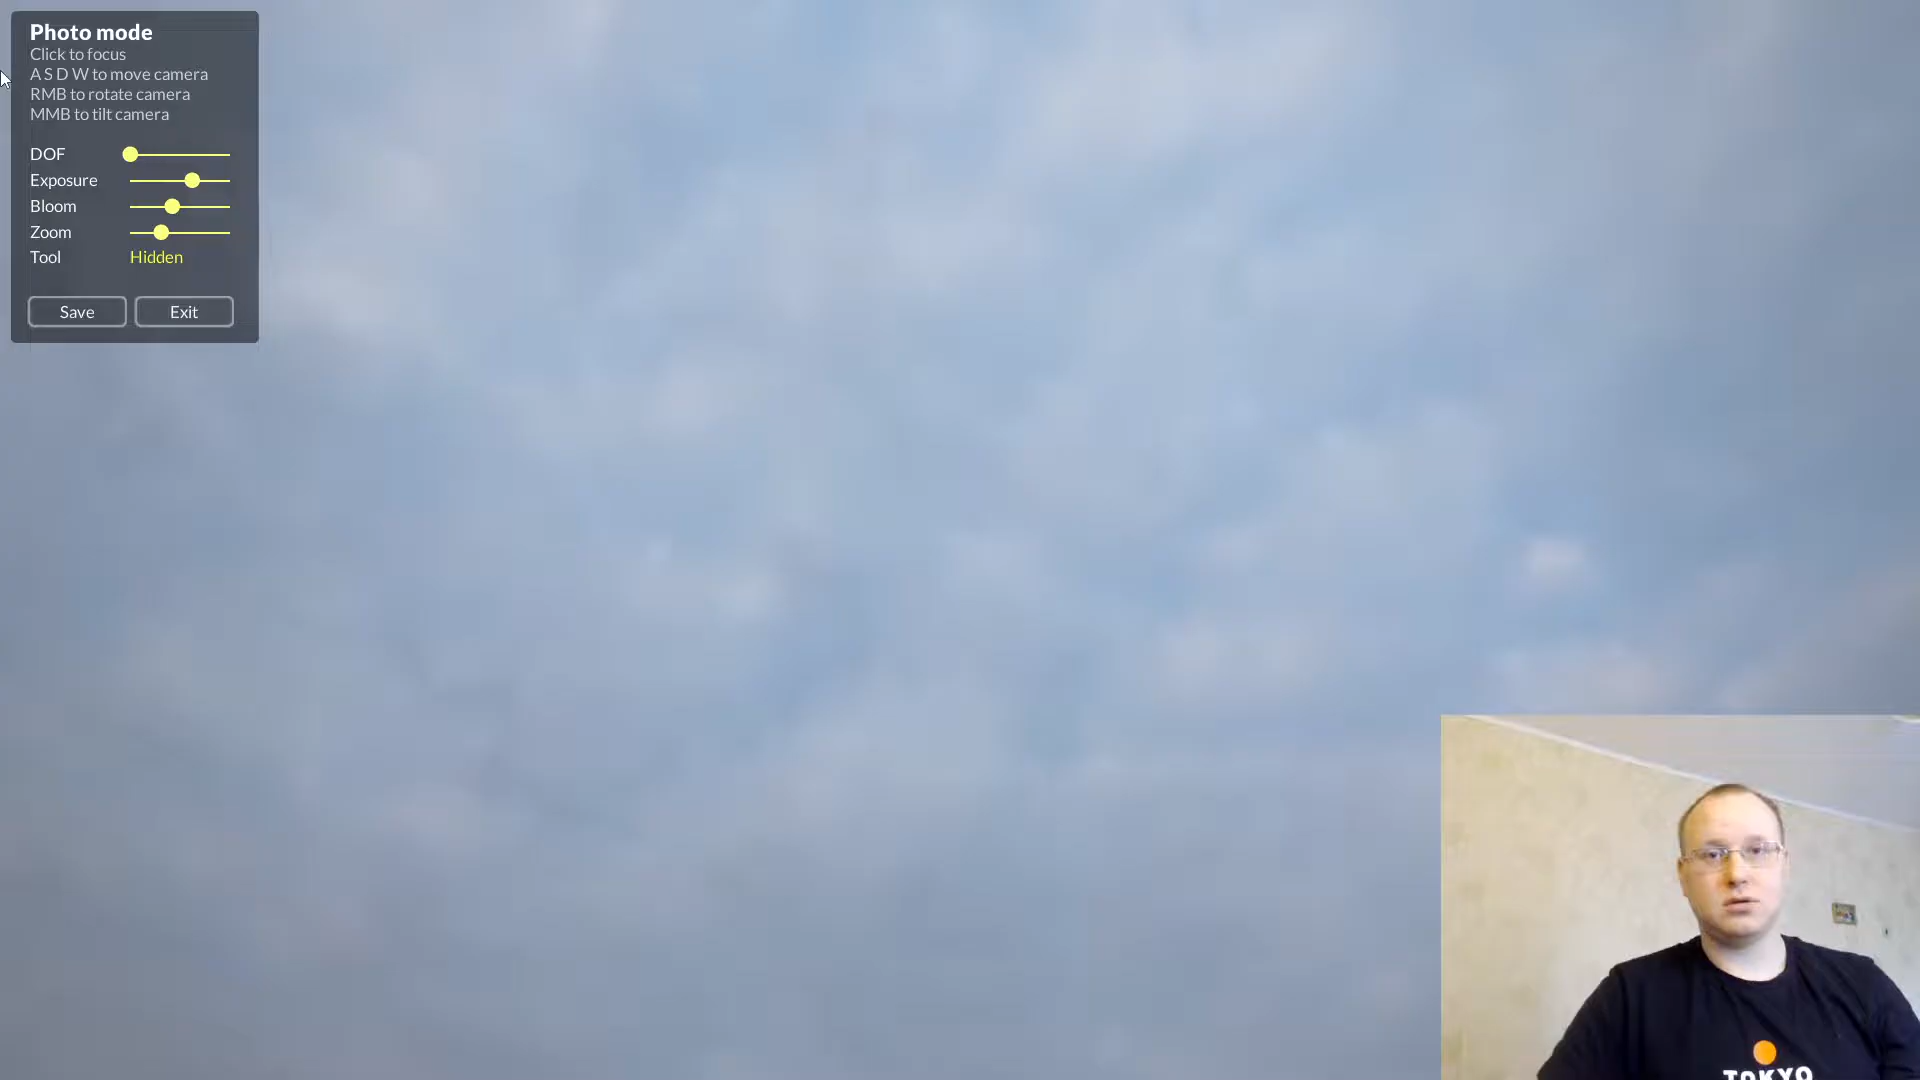 Photo mode
Click to focus
A S D W to move camera
RMB to rotate camera
MMB to tilt camera
DOF
Exposure
Bloom
Zoom
Tool Hidden
Save Exit
TOKYO